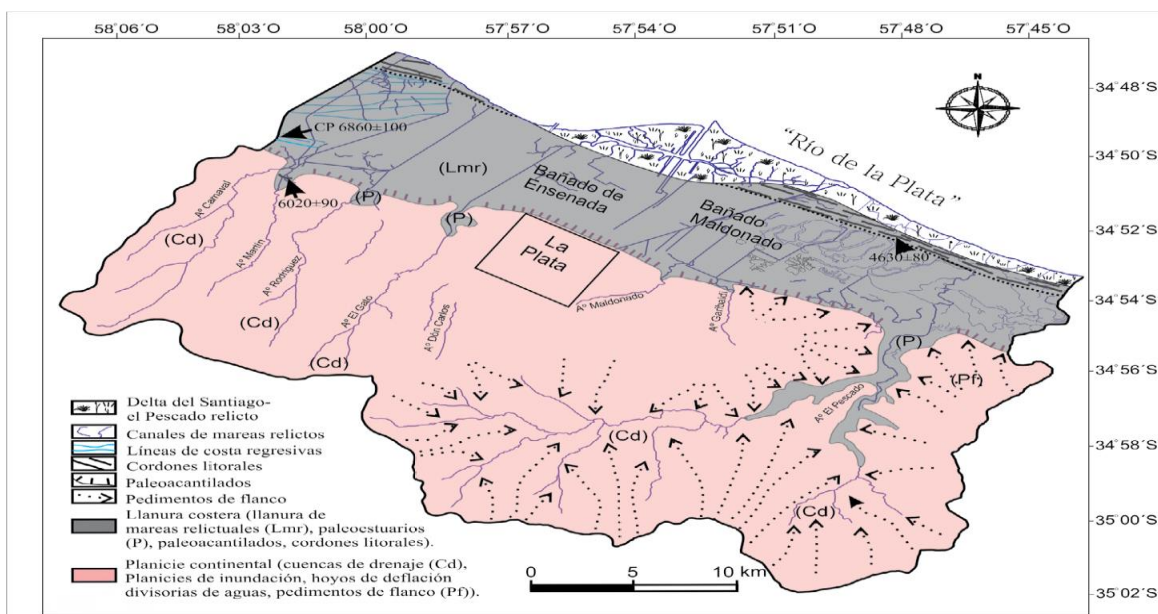 58°06´O 58°03´O 58°00´O 57°57´O 57°54´O 57°51´O 57°48´O 57°45´O
N
34°48´S
34°50´S
34°52´S
34°54´S
34°56´S
34°58´S
35°00´S
35°02´S
CP 6860±100
6020±90
4630±80
"Río de la Plata"
(Lmr)
Bañado de
Ensenada
Bañado
Maldonado
(P)
(P)
(P)
La
Plata
Aº Carnaval
Aº Martín
Aº Rodríguez
Aº El Gato
Aº Dón Carlos
Aº Maldonado
Aº Garibaldi
Aº El Pescado
(Cd)
(Cd)
(Cd)
(Cd)
(Cd)
(Pf)
Delta del Santiago-
el Pescado relicto
Canales de mareas relictos
Líneas de costa regresivas
Cordones litorales
Paleoacantilados
Pedimentos de flanco
Llanura costera (llanura de
mareas relictuales (Lmr), paleoestuarios
(P), paleoacantilados, cordones litorales).
Planicie continental (cuencas de drenaje (Cd),
Planicies de inundación, hoyos de deflación
divisorias de aguas, pedimentos de flanco (Pf)).
0 5 10 km